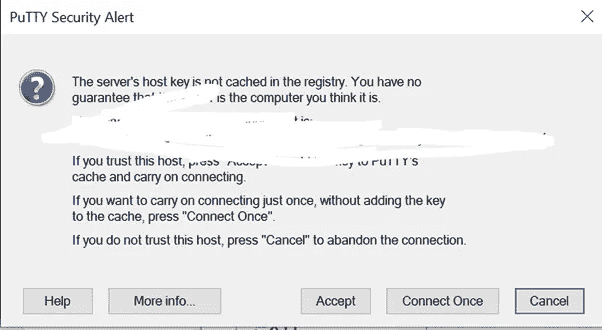 PuTTY Security Alert
The server's host key is not cached in the registry. You have no
guarantee that is the computer you think it is.
If you trust this host, press "Accept" key to PuTTY's
cache and carry on connecting.
If you want to carry on connecting just once, without adding the key
to the cache, press "Connect Once".
If you do not trust this host, press "Cancel" to abandon the connection.
Help
More info...
Accept
Connect Once
Cancel